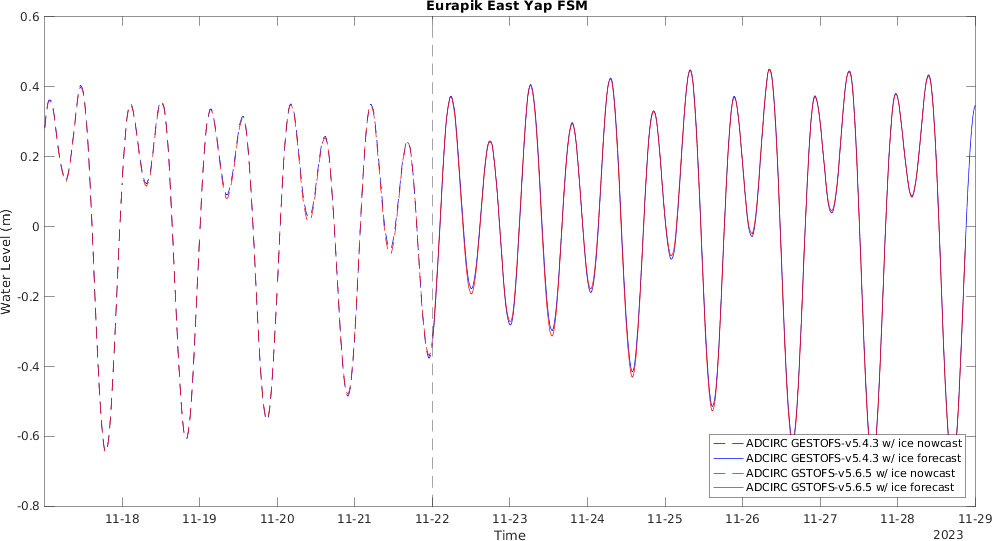 Eurapik East Yap FSM
0.6
0.4
0.2
0
-0.2
-0.4
-0.6
-0.8
Water Level (m)
11-18 11-19 11-20 11-21 11-22 11-23 11-24 11-25 11-26 11-27 11-28 11-29
Time
2023
ADCIRC GESTOFS-v5.4.3 w/ ice nowcast
ADCIRC GESTOFS-v5.4.3 w/ ice forecast
ADCIRC GSTOFS-v5.6.5 w/ ice nowcast
ADCIRC GSTOFS-v5.6.5 w/ ice forecast